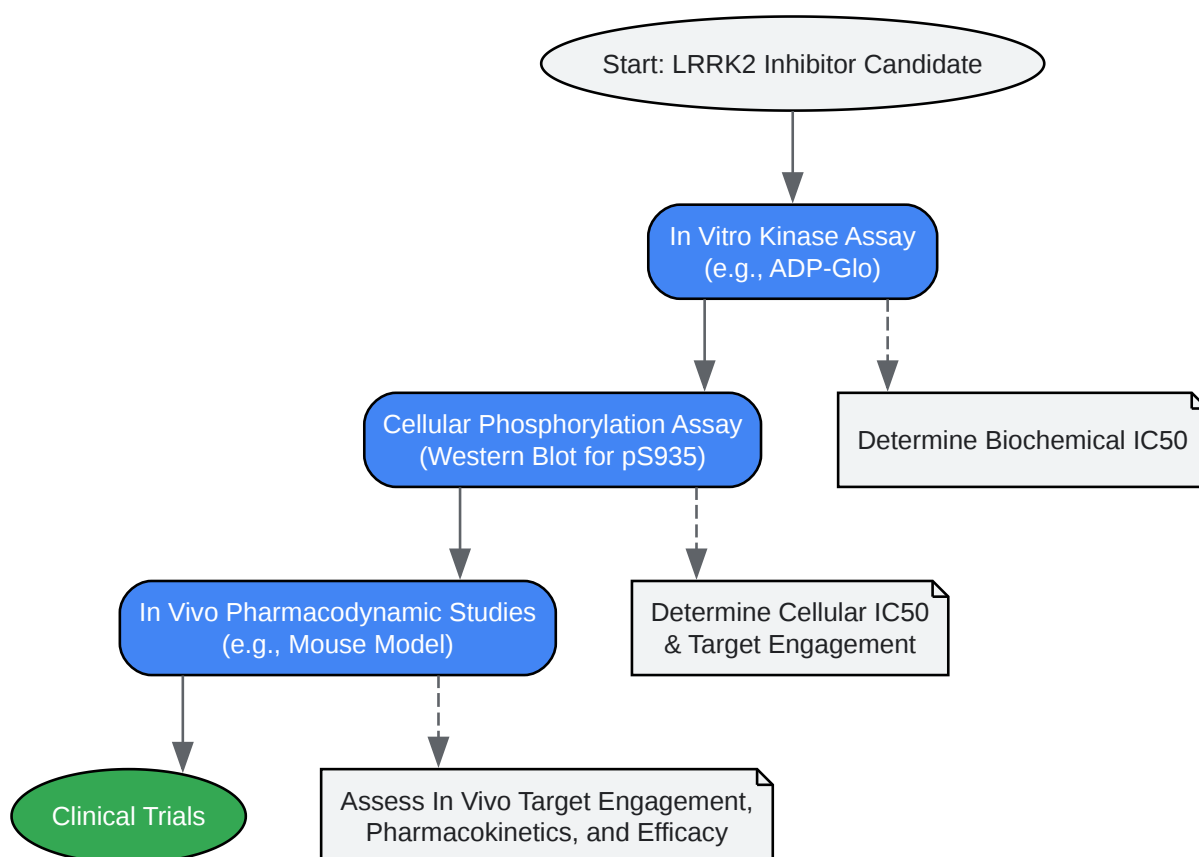 Start: LRRK2 Inhibitor Candidate
In Vitro Kinase Assay
(e.g., ADP-Glo)
Cellular Phosphorylation Assay
(Western Blot for pS935)
Determine Biochemical IC50
In Vivo Pharmacodynamic Studies
(e.g., Mouse Model)
Determine Cellular IC50
& Target Engagement
Clinical Trials
Assess In Vivo Target Engagement,
Pharmacokinetics, and Efficacy